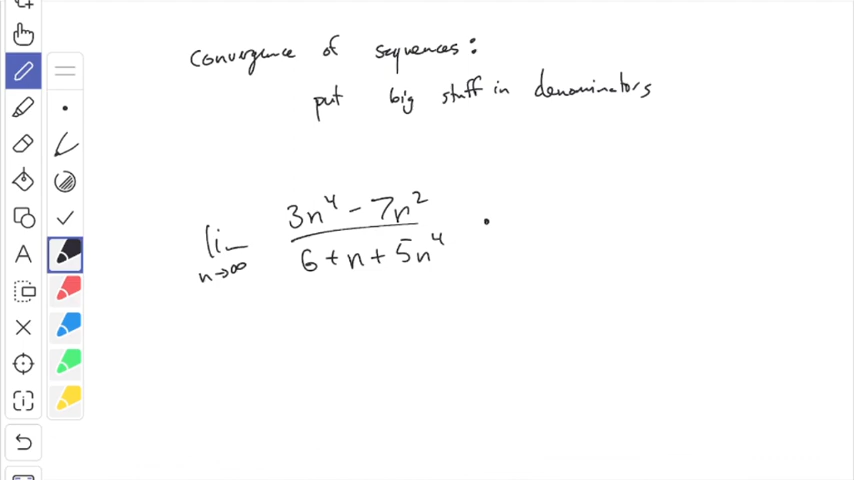 Convergence of sequences:
put big stuff in denominators
lim n→∞ (3n⁴ - 7n²) / (6 + n + 5n⁴) ·
A